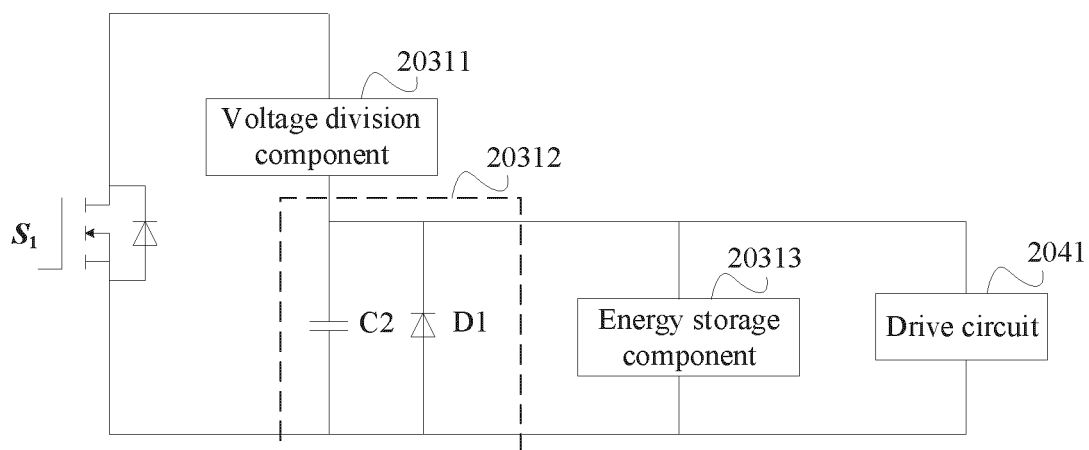 20311
Voltage division
component
20312
S1
C2
D1
20313
Energy storage
component
2041
Drive circuit